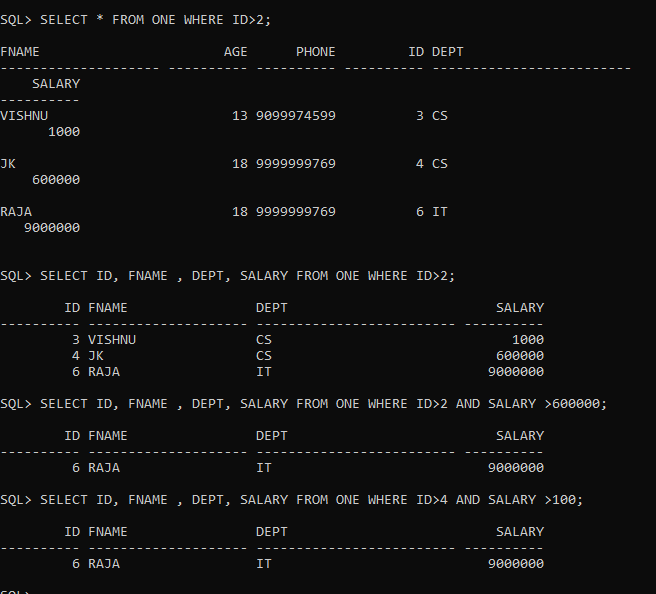 SQL> SELECT * FROM ONE WHERE ID>2;
FNAME                       AGE      PHONE         ID DEPT
-------------------- ---------- ---------- ---------- -------------------------
    SALARY
----------
VISHNU                       13 9099974599          3 CS
      1000
JK                           18 9999999769          4 CS
    600000
RAJA                         18 9999999769          6 IT
   9000000
SQL> SELECT ID, FNAME , DEPT, SALARY FROM ONE WHERE ID>2;
        ID FNAME                DEPT                          SALARY
---------- -------------------- ------------------------- ----------
         3 VISHNU               CS                              1000
         4 JK                   CS                            600000
         6 RAJA                 IT                           9000000
SQL> SELECT ID, FNAME , DEPT, SALARY FROM ONE WHERE ID>2 AND SALARY >600000;
        ID FNAME                DEPT                          SALARY
---------- -------------------- ------------------------- ----------
         6 RAJA                 IT                           9000000
SQL> SELECT ID, FNAME , DEPT, SALARY FROM ONE WHERE ID>4 AND SALARY >100;
        ID FNAME                DEPT                          SALARY
---------- -------------------- ------------------------- ----------
         6 RAJA                 IT                           9000000
SQL>